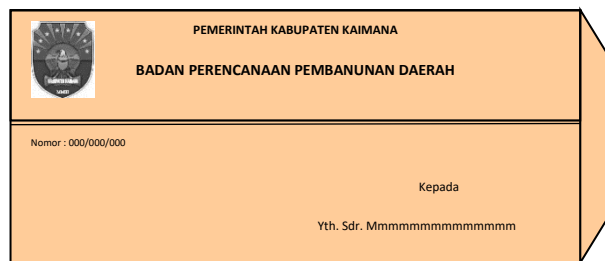 PEMERINTAH KABUPATEN KAIMANA
BADAN PERENCANAAN PEMBANUNAN DAERAH
Nomor : 000/000/000
Kepada
Yth. Sdr. Mmmmmmmmmmmmmm